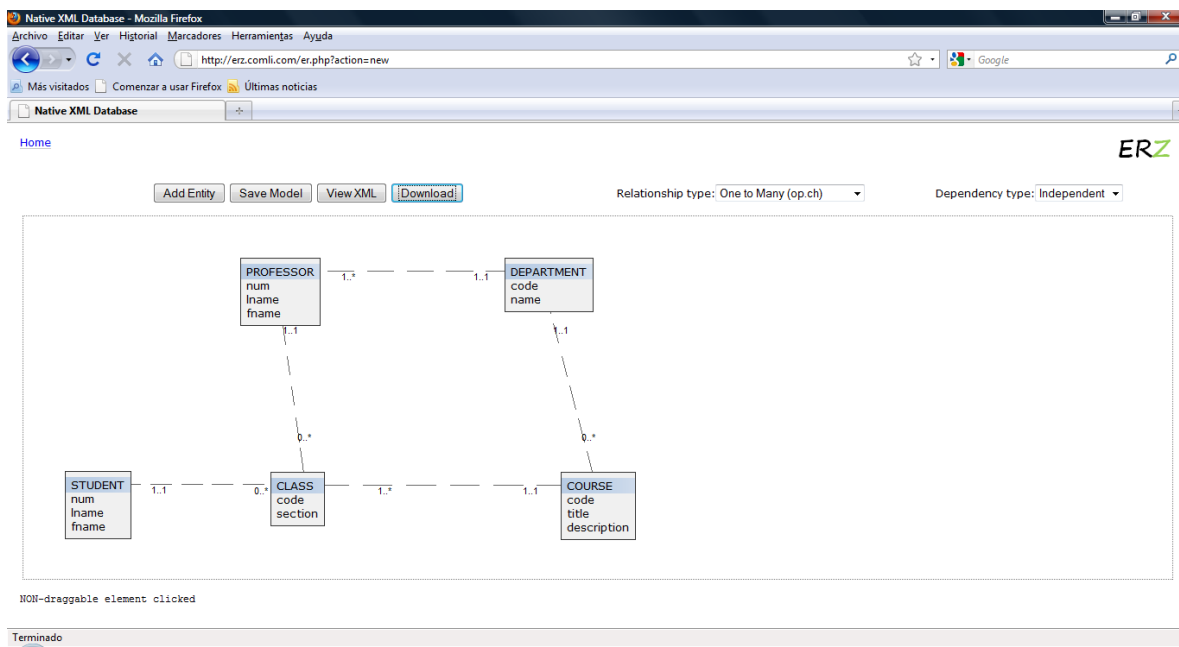 Native XML Database - Mozilla Firefox
Archivo Editar Ver Historial Marcadores Herramientas Ayuda
http://erz.comli.com/er.php?action=new
Google
Más visitados Comenzar a usar Firefox Últimas noticias
Native XML Database
Home
ERZ
Add Entity Save Model View XML Download Relationship type: One to Many (op.ch) Dependency type: Independent
PROFESSOR
num
lname
fname
1..* 1..1
DEPARTMENT
code
name
1..1 1..1
0..* 0..*
STUDENT
num
lname
fname
1..1 0..*
CLASS
code
section
1..* 1..1
COURSE
code
title
description
NON-draggable element clicked
Terminado